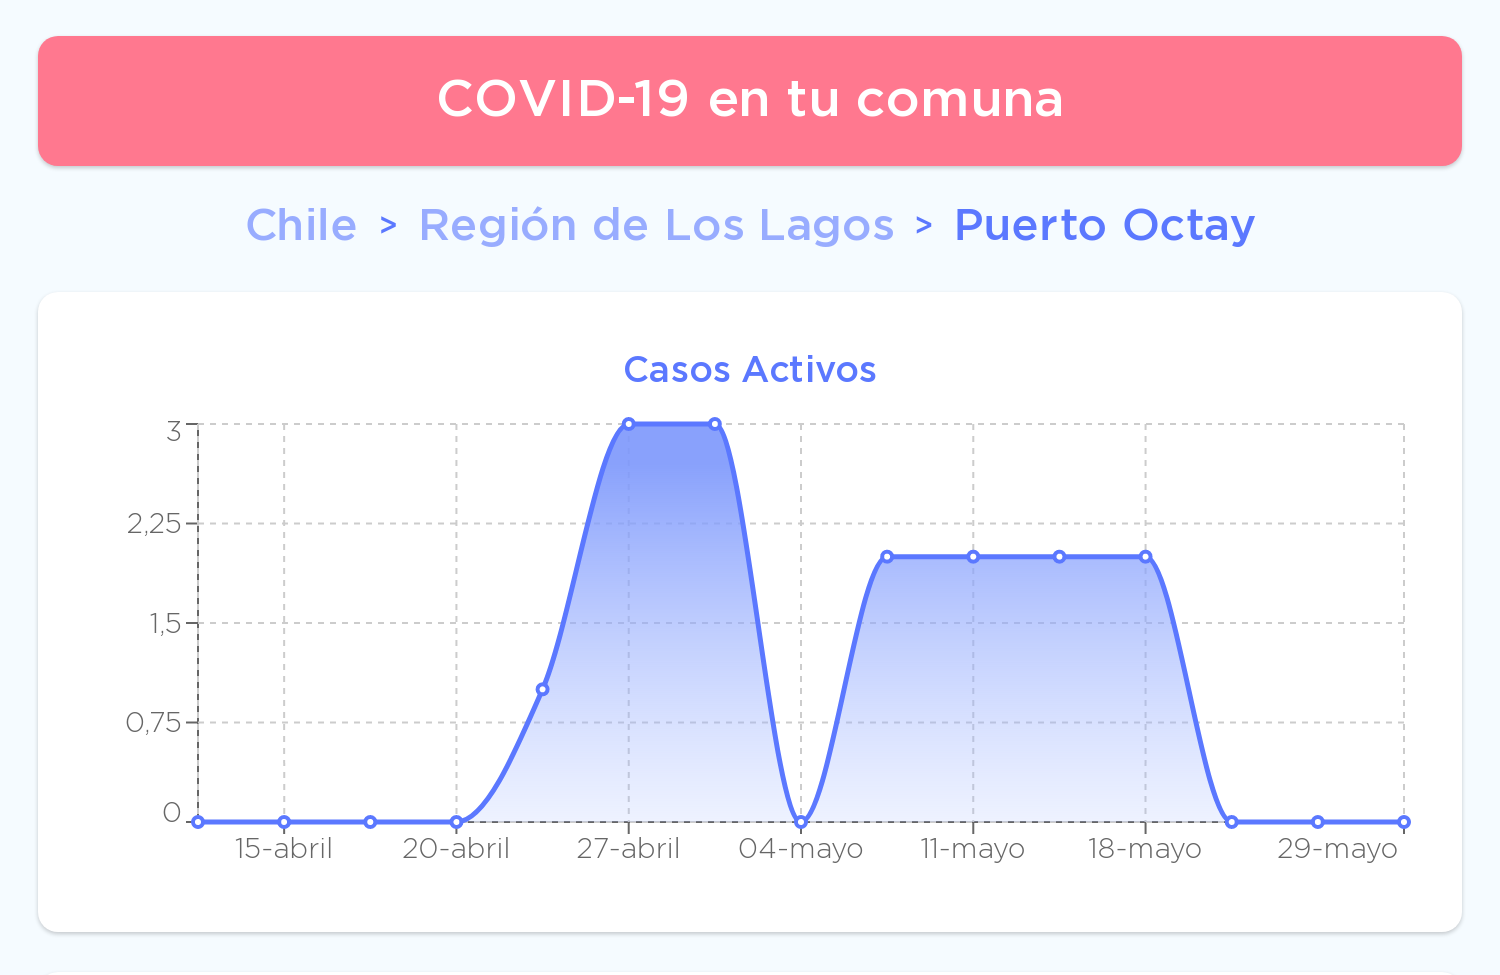 COVID-19 en tu comuna
Chile > Región de Los Lagos > Puerto Octay
Casos Activos
3
2,25
1,5
0,75
0
15-abril 20-abril 27-abril 04-mayo 11-mayo 18-mayo 29-mayo